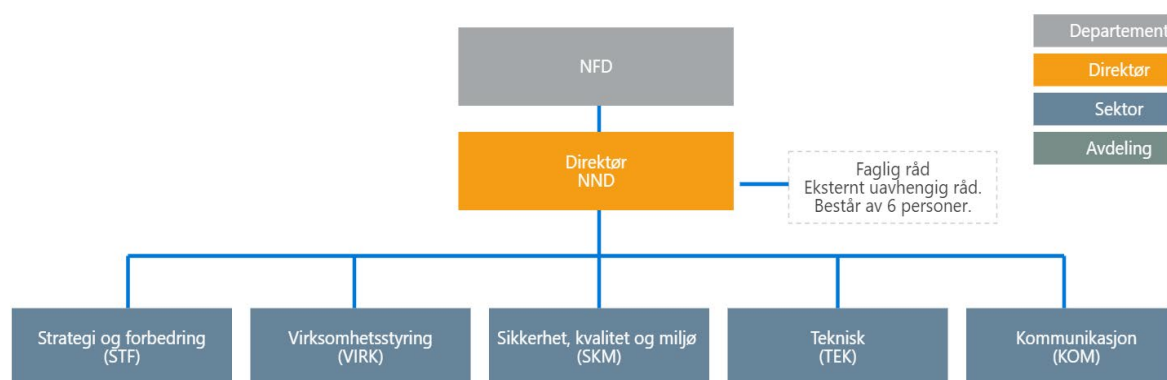 NFD
Direktør
NND
Faglig råd
Eksternt uavhengig råd.
Består av 6 personer.
Departement
Direktør
Sektor
Avdeling
Strategi og forbedring
(STF)
Virksomhetsstyring
(VIRK)
Sikkerhet, kvalitet og miljø
(SKM)
Teknisk
(TEK)
Kommunikasjon
(KOM)